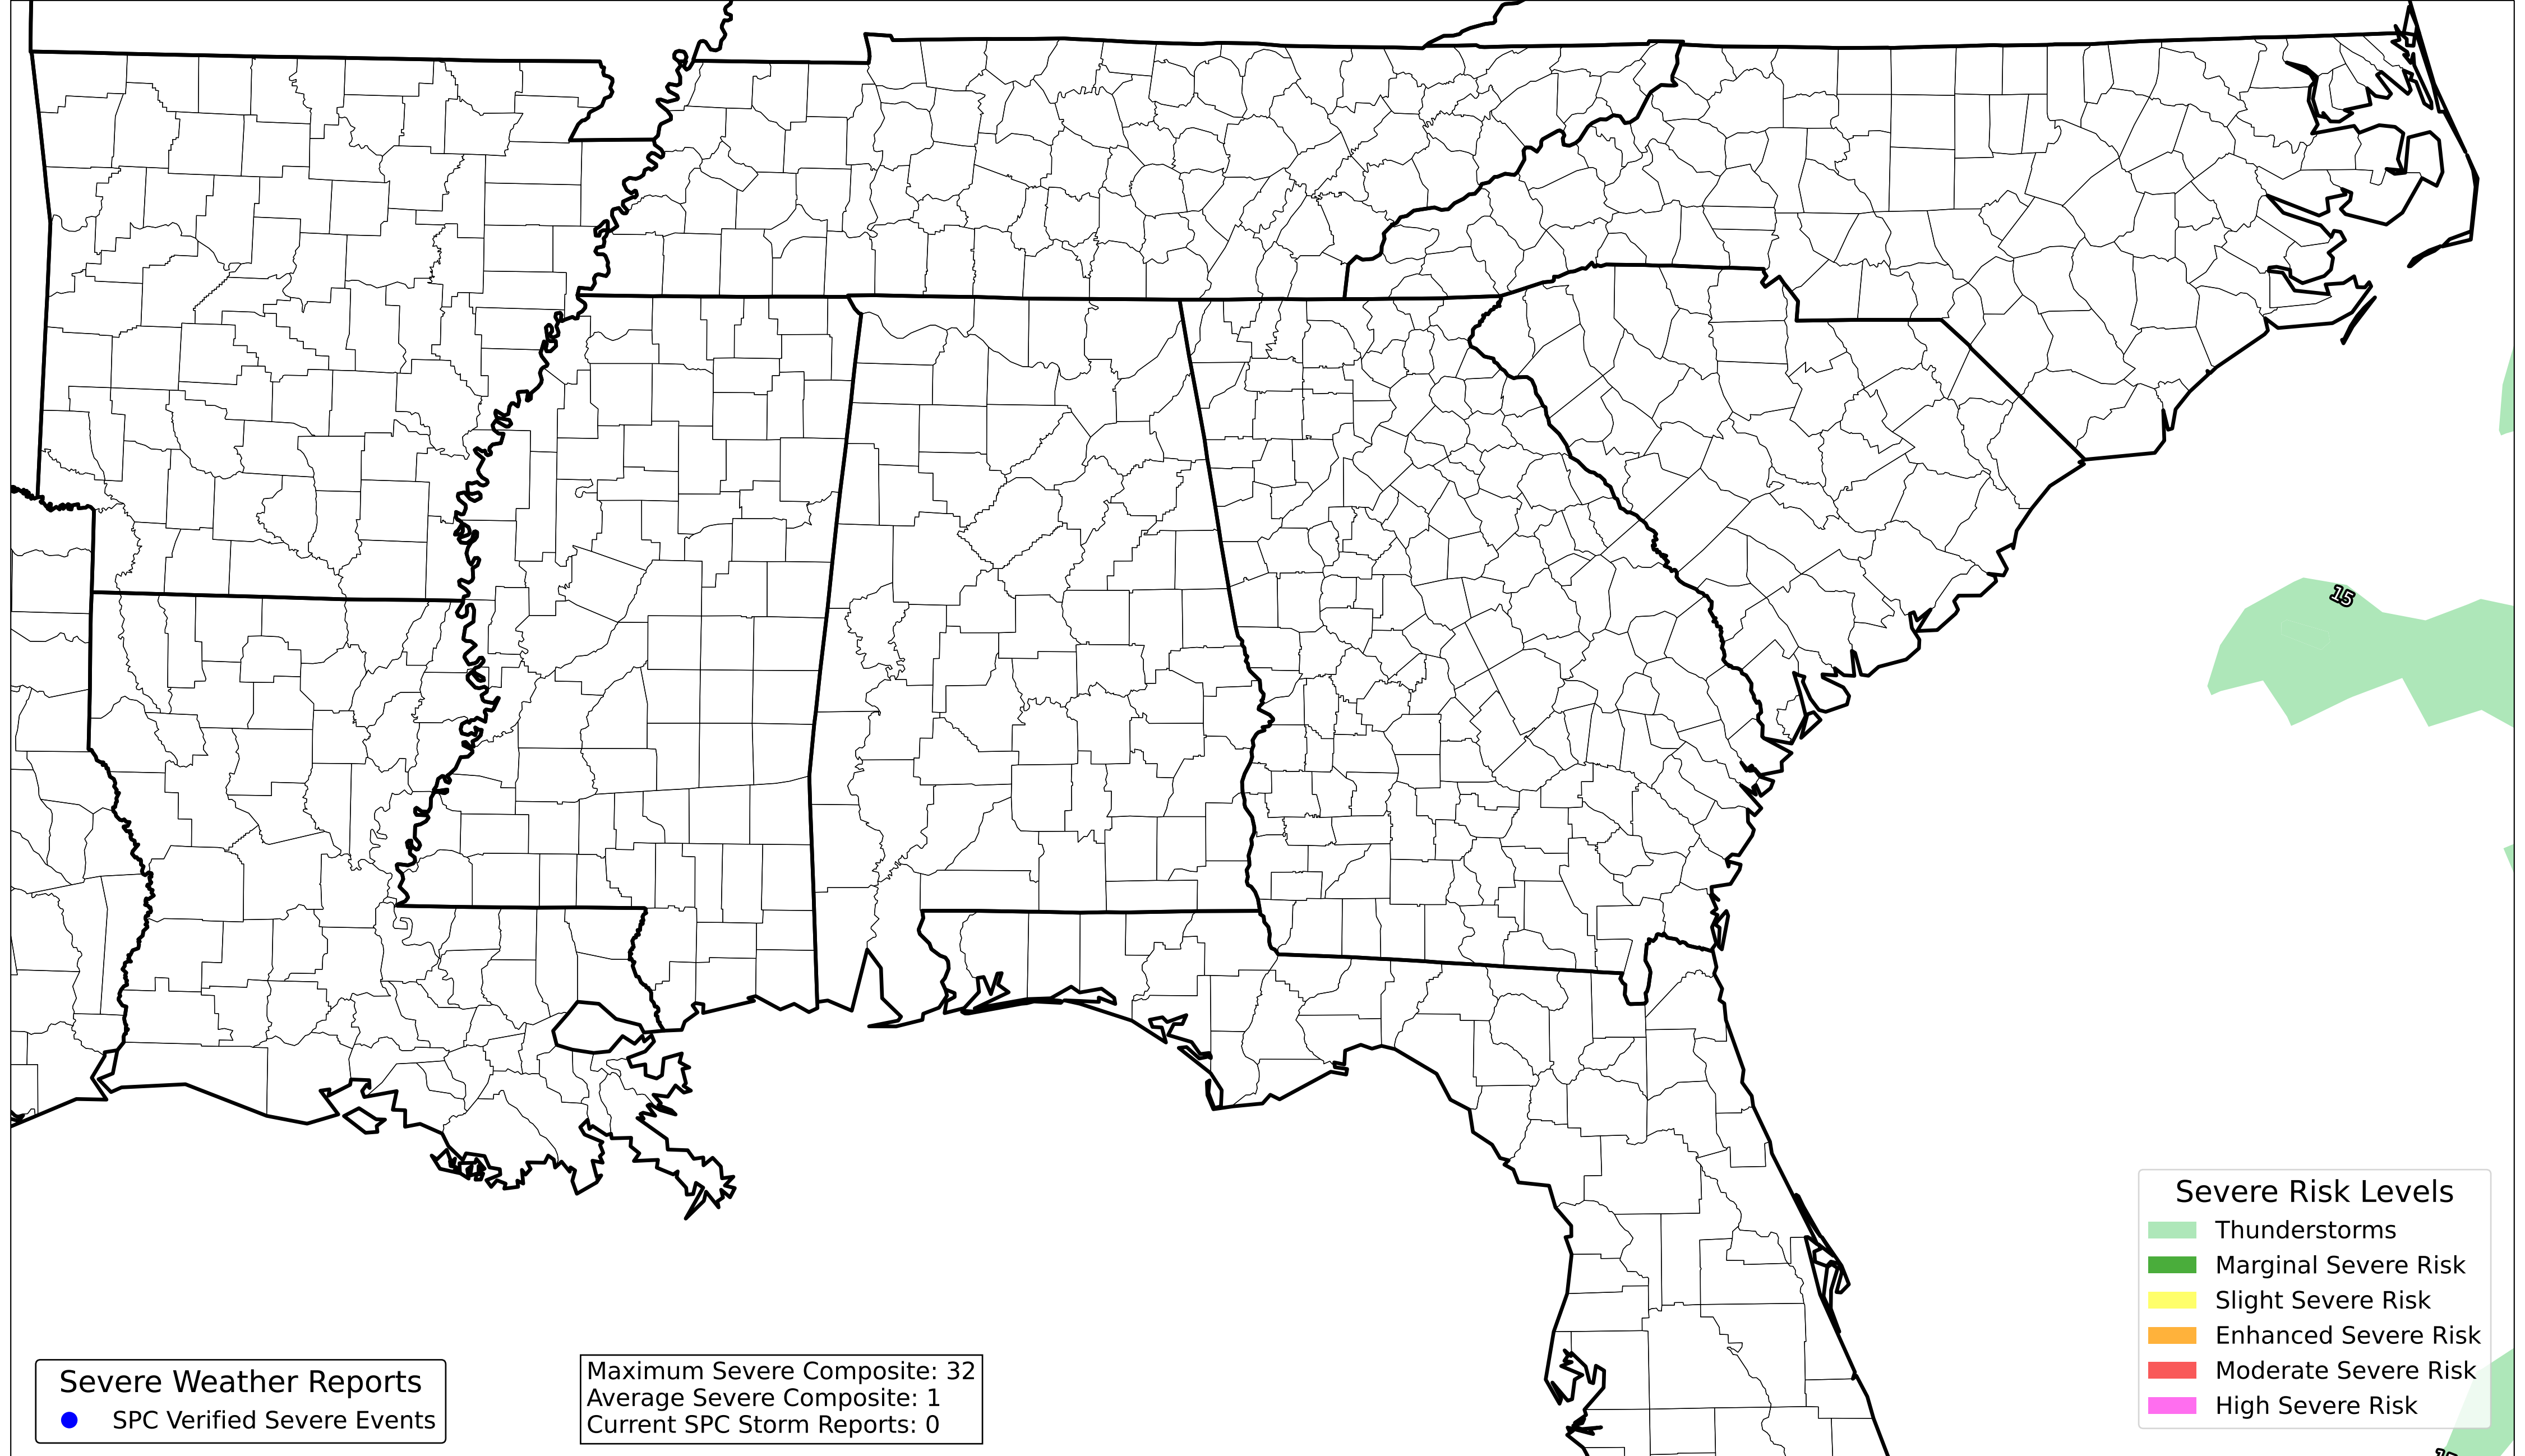 15
Severe Risk Levels
Thunderstorms
Marginal Severe Risk
Slight Severe Risk
Enhanced Severe Risk
Moderate Severe Risk
High Severe Risk
Severe Weather Reports
SPC Verified Severe Events
Maximum Severe Composite: 32
Average Severe Composite: 1
Current SPC Storm Reports: 0